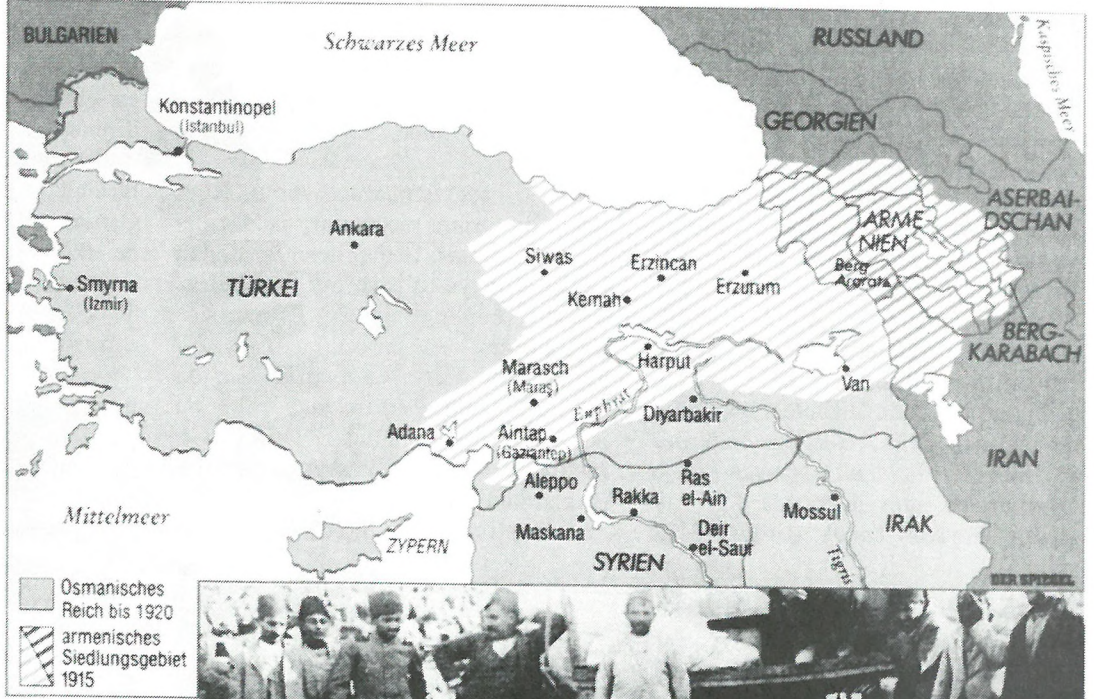 BULGARIEN
Schwarzes Meer
RUSSLAND
Kaspisches Meer
Konstantinopel
(Istanbul)
GEORGIEN
ASERBAI-
DSCHAN
ARME
NIEN
Ankara
Siwas
Erzincan
Erzurum
Berg
Ararat
Smyrna
(Izmir)
TÜRKEI
Kemah
BERG-
KARABACH
Harput
Van
Marasch
(Maraş)
Euphrat
Diyarbakir
Adana
Aintap
(Gaziantep)
IRAN
Aleppo
Ras
el-Ain
Rakka
Mossul
IRAK
Mittelmeer
Maskana
Deir
el-Saur
ZYPERN
SYRIEN
Tigris
DER SPIEGEL
Osmanisches
Reich bis 1920
armenisches
Siedlungsgebiet
1915